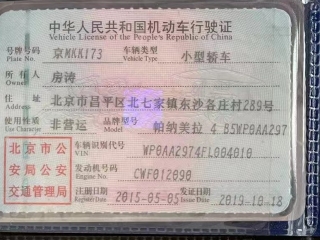 中华人民共和国机动车行驶证
Vehicle License of the People's Republic of China
号牌号码 京MKK173 车辆类型 小型轿车
Plate No. Vehicle Type
所有人 房涛
Owner
住址 北京市昌平区北七家镇东沙各庄村289号
Address
使用性质 非营运 品牌型号 帕纳美拉 4.85WP0AA297
Use Character
北京市公安局公安交通管理局
车辆识别代号 WP0AA2974FL004010
VIN
发动机号码 CWF012098
Engine No.
注册日期 2015-05-05 发证日期 2019-10-18
Register Date Issue Date